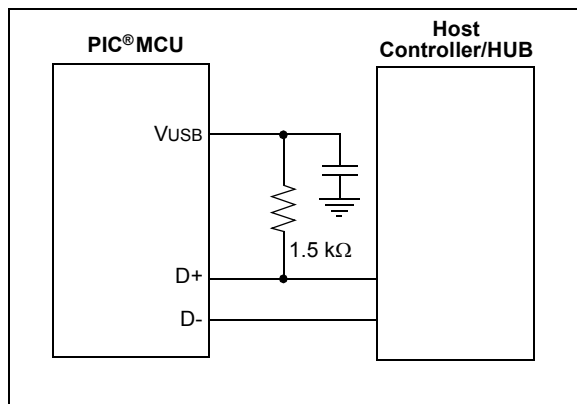 PIC® MCU
Host
Controller/HUB
VUSB
1.5 kΩ
D+
D-